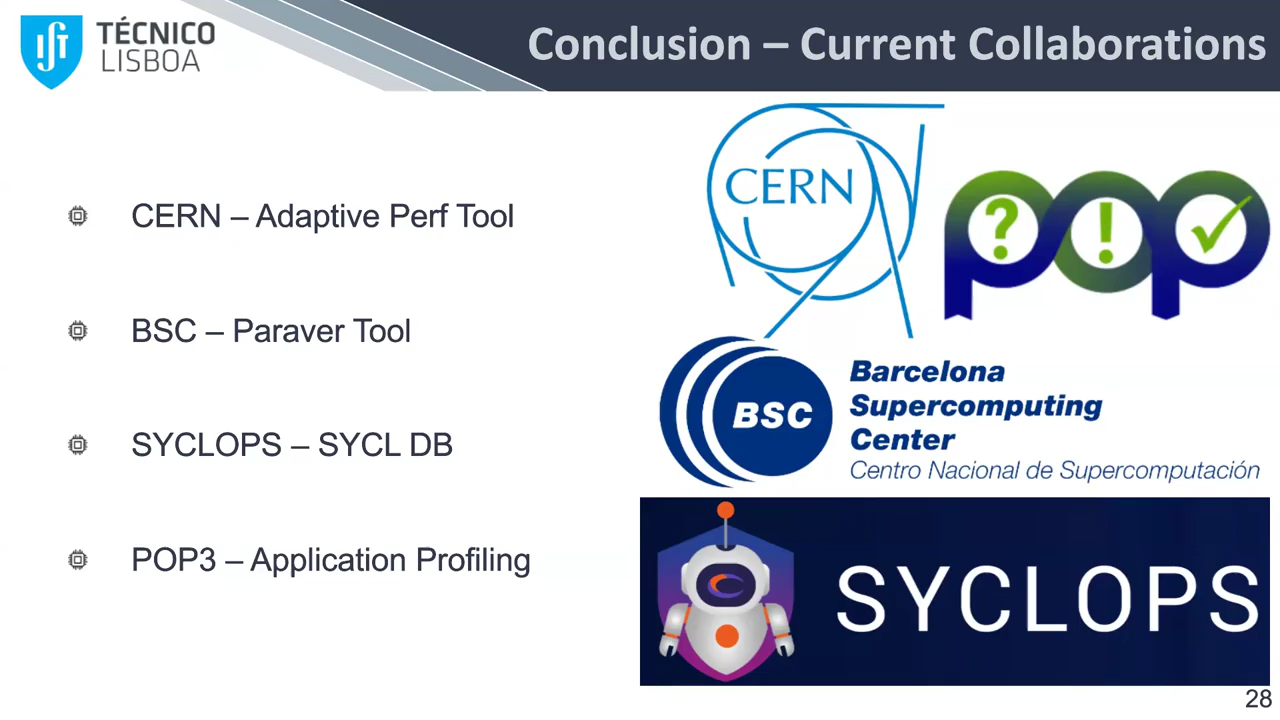 TÉCNICO
LISBOA
Conclusion – Current Collaborations
CERN – Adaptive Perf Tool
BSC – Paraver Tool
SYCLOPS – SYCL DB
POP3 – Application Profiling
CERN
pop
? ! ✓
BSC
Barcelona
Supercomputing
Center
Centro Nacional de Supercomputación
SYCLOPS
28